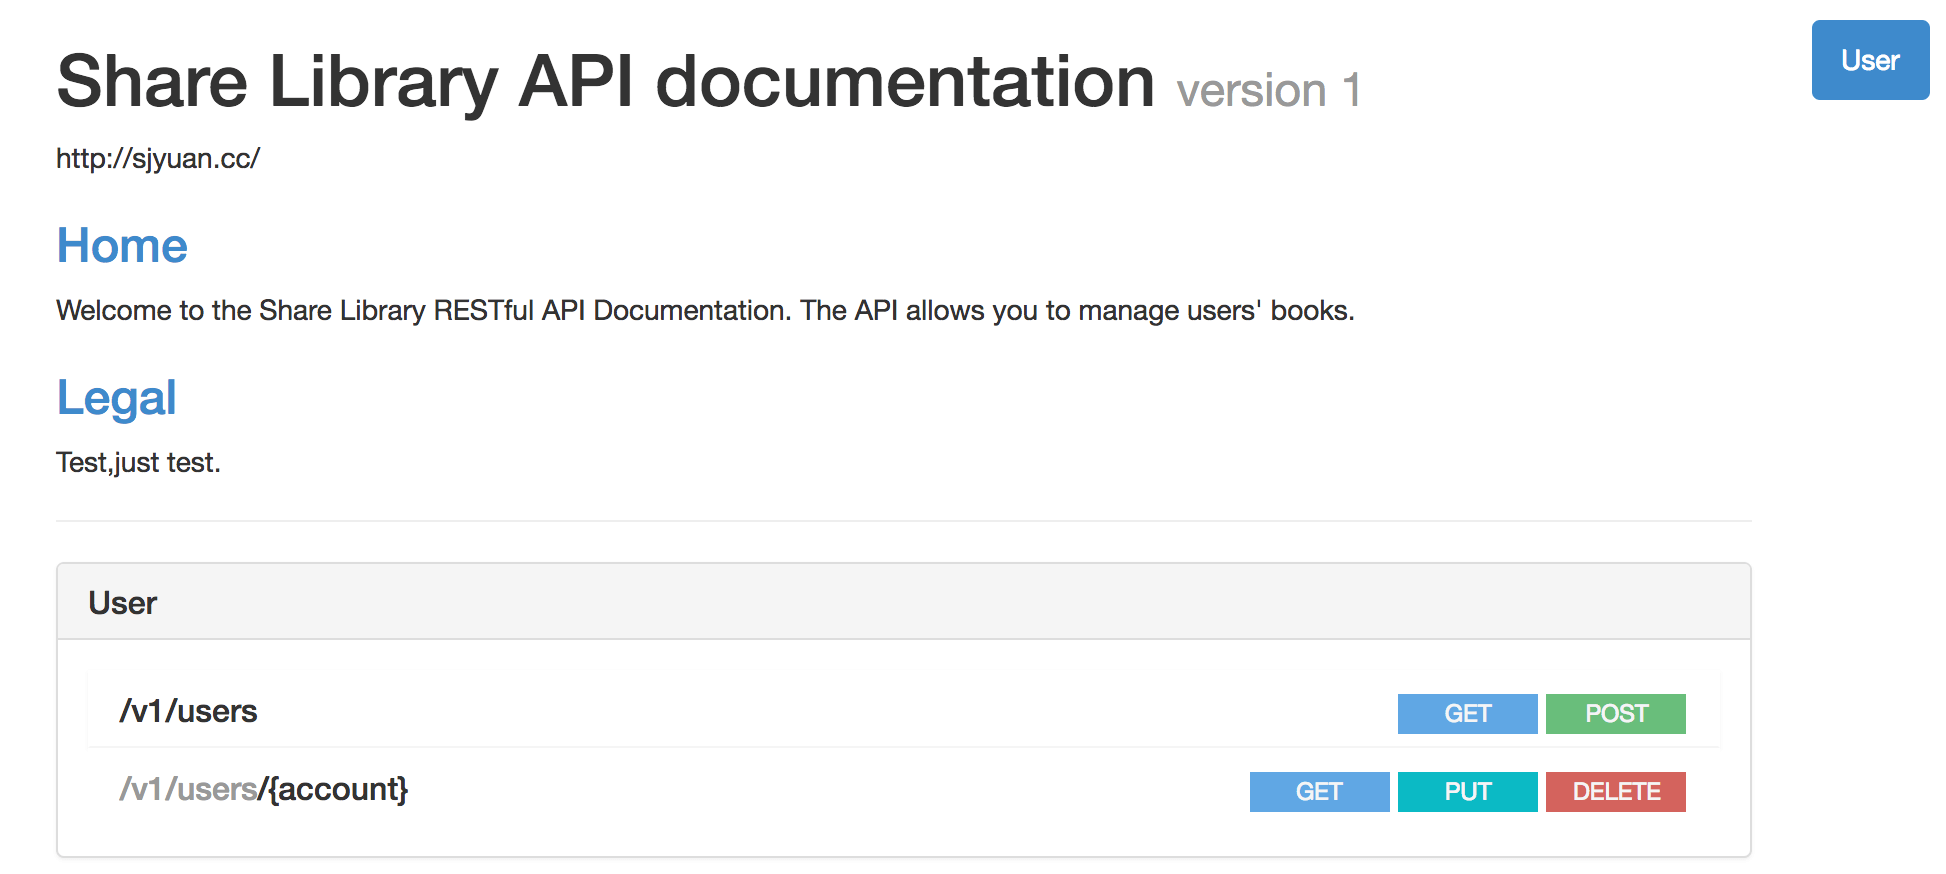 Share Library API documentation version 1
User
http://sjyuan.cc/
Home
Welcome to the Share Library RESTful API Documentation. The API allows you to manage users' books.
Legal
Test,just test.
User
/v1/users GET POST
/v1/users/{account} GET PUT DELETE